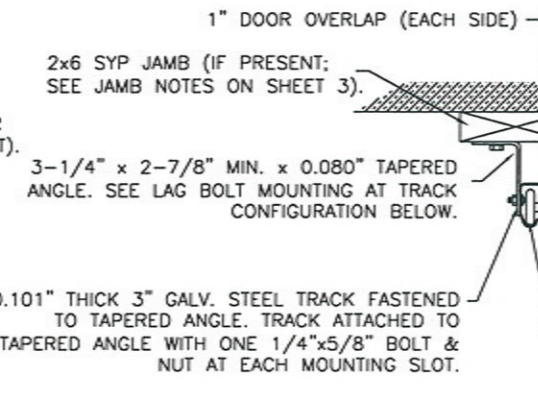 1" DOOR OVERLAP (EACH SIDE)
2x6 SYP JAMB (IF PRESENT;
SEE JAMB NOTES ON SHEET 3).
T).
3-1/4" x 2-7/8" MIN. x 0.080" TAPERED
ANGLE. SEE LAG BOLT MOUNTING AT TRACK
CONFIGURATION BELOW.
0.101" THICK 3" GALV. STEEL TRACK FASTENED
TO TAPERED ANGLE. TRACK ATTACHED TO
TAPERED ANGLE WITH ONE 1/4"x5/8" BOLT &
NUT AT EACH MOUNTING SLOT.